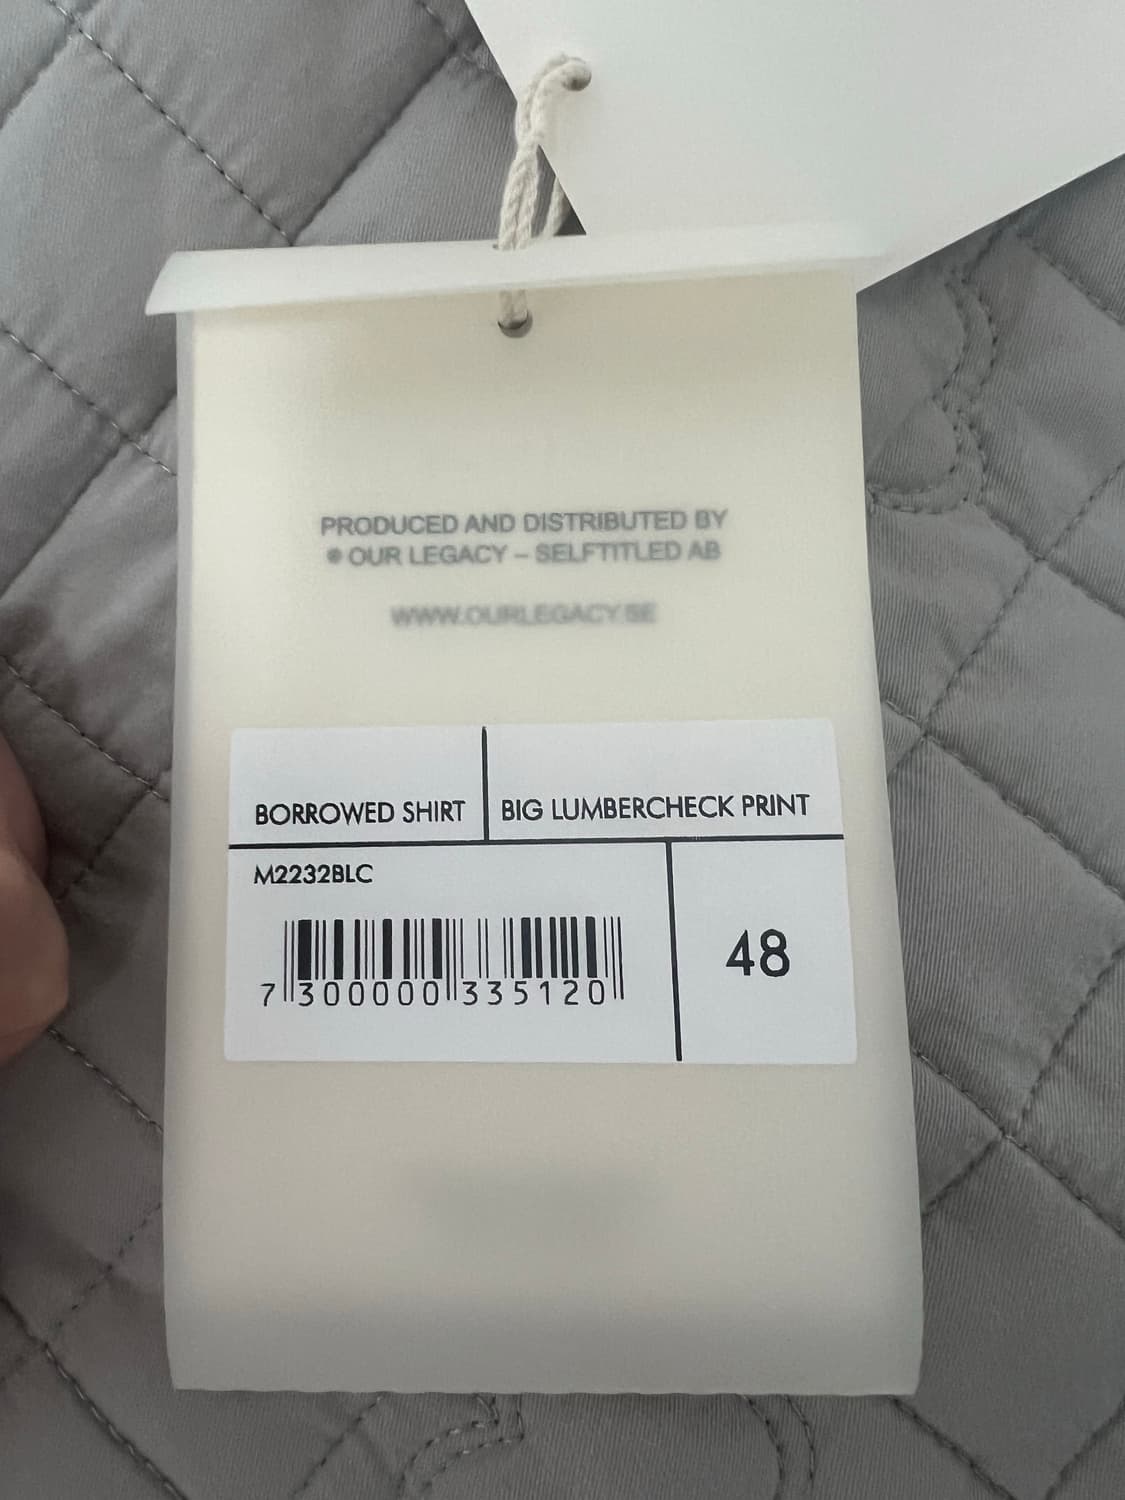 PRODUCED AND DISTRIBUTED BY
® OUR LEGACY – SELFTITLED AB
WWW.OURLEGACY.SE
BORROWED SHIRT
BIG LUMBERCHECK PRINT
M2232BLC
7 300000 335120
48